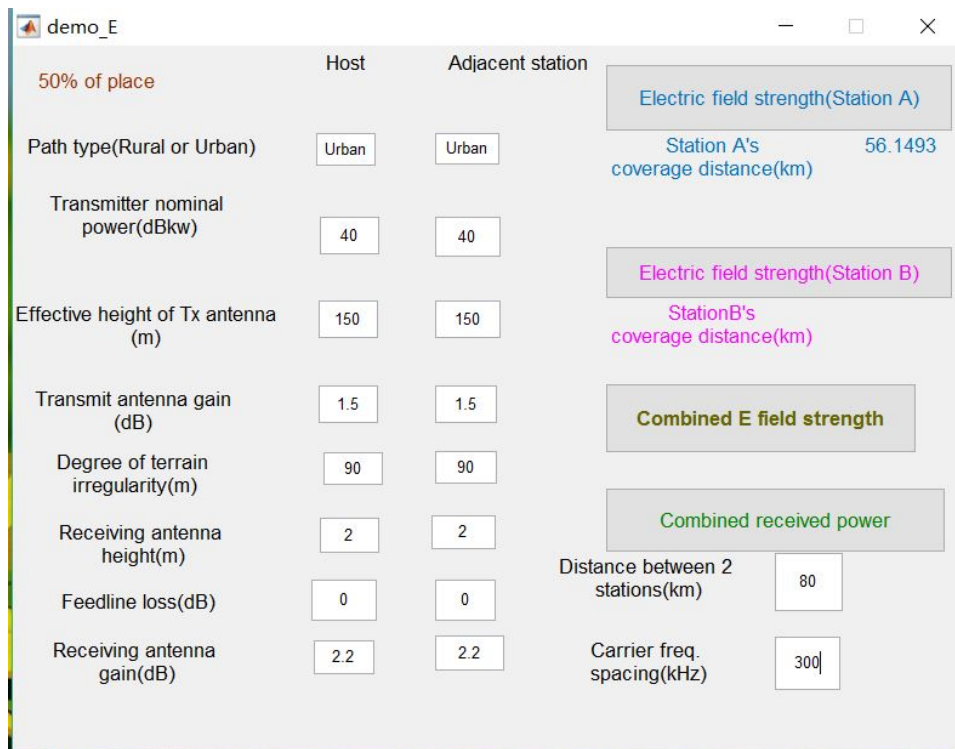 demo_E
Host Adjacent station
50% of place
Electric field strength(Station A)
Path type(Rural or Urban) Urban Urban
Station A's 56.1493
coverage distance(km)
Transmitter nominal
power(dBkw) 40 40
Electric field strength(Station B)
Effective height of Tx antenna
(m) 150 150
StationB's
coverage distance(km)
Transmit antenna gain
(dB) 1.5 1.5
Combined E field strength
Degree of terrain
irregularity(m) 90 90
Combined received power
Receiving antenna
height(m) 2 2
Distance between 2
stations(km) 80
Feedline loss(dB) 0 0
Receiving antenna
gain(dB) 2.2 2.2
Carrier freq.
spacing(kHz) 300